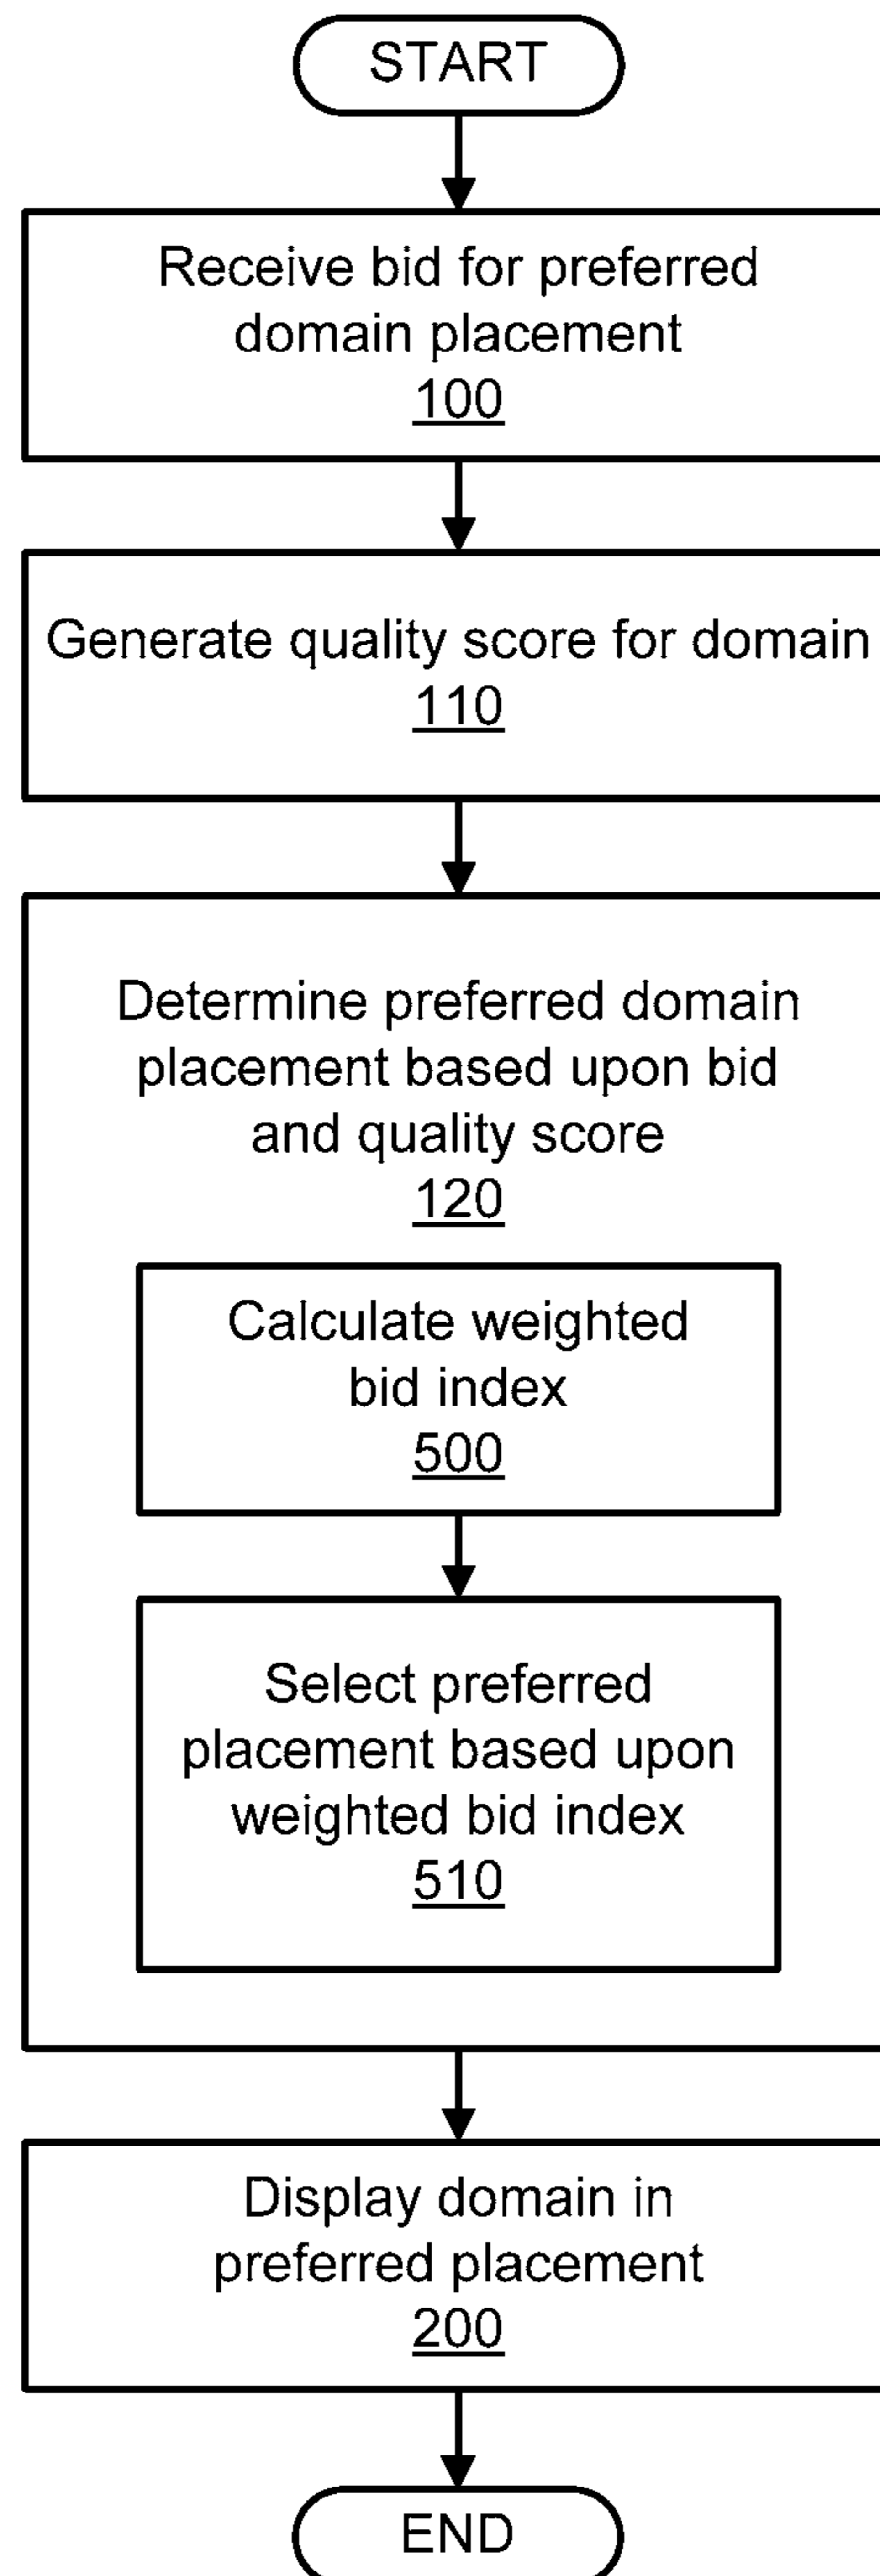 START
Receive bid for preferred
domain placement
100
Generate quality score for domain
110
Determine preferred domain
placement based upon bid
and quality score
120
Calculate weighted
bid index
500
Select preferred
placement based upon
weighted bid index
510
Display domain in
preferred placement
200
END